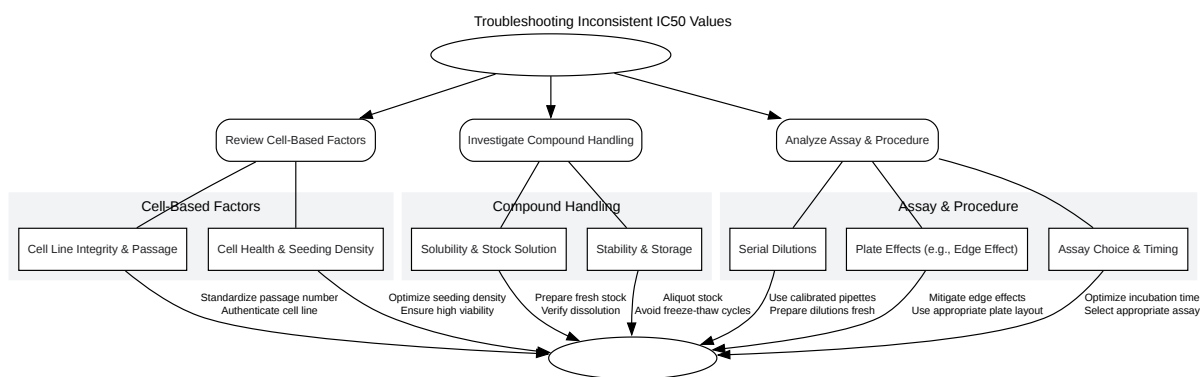 Troubleshooting Inconsistent IC50 Values
Review Cell-Based Factors
Investigate Compound Handling
Analyze Assay & Procedure
Cell-Based Factors
Compound Handling
Assay & Procedure
Cell Line Integrity & Passage
Cell Health & Seeding Density
Solubility & Stock Solution
Stability & Storage
Serial Dilutions
Plate Effects (e.g., Edge Effect)
Assay Choice & Timing
Standardize passage number
Authenticate cell line
Optimize seeding density
Ensure high viability
Prepare fresh stock
Verify dissolution
Aliquot stock
Avoid freeze-thaw cycles
Use calibrated pipettes
Prepare dilutions fresh
Mitigate edge effects
Use appropriate plate layout
Optimize incubation time
Select appropriate assay